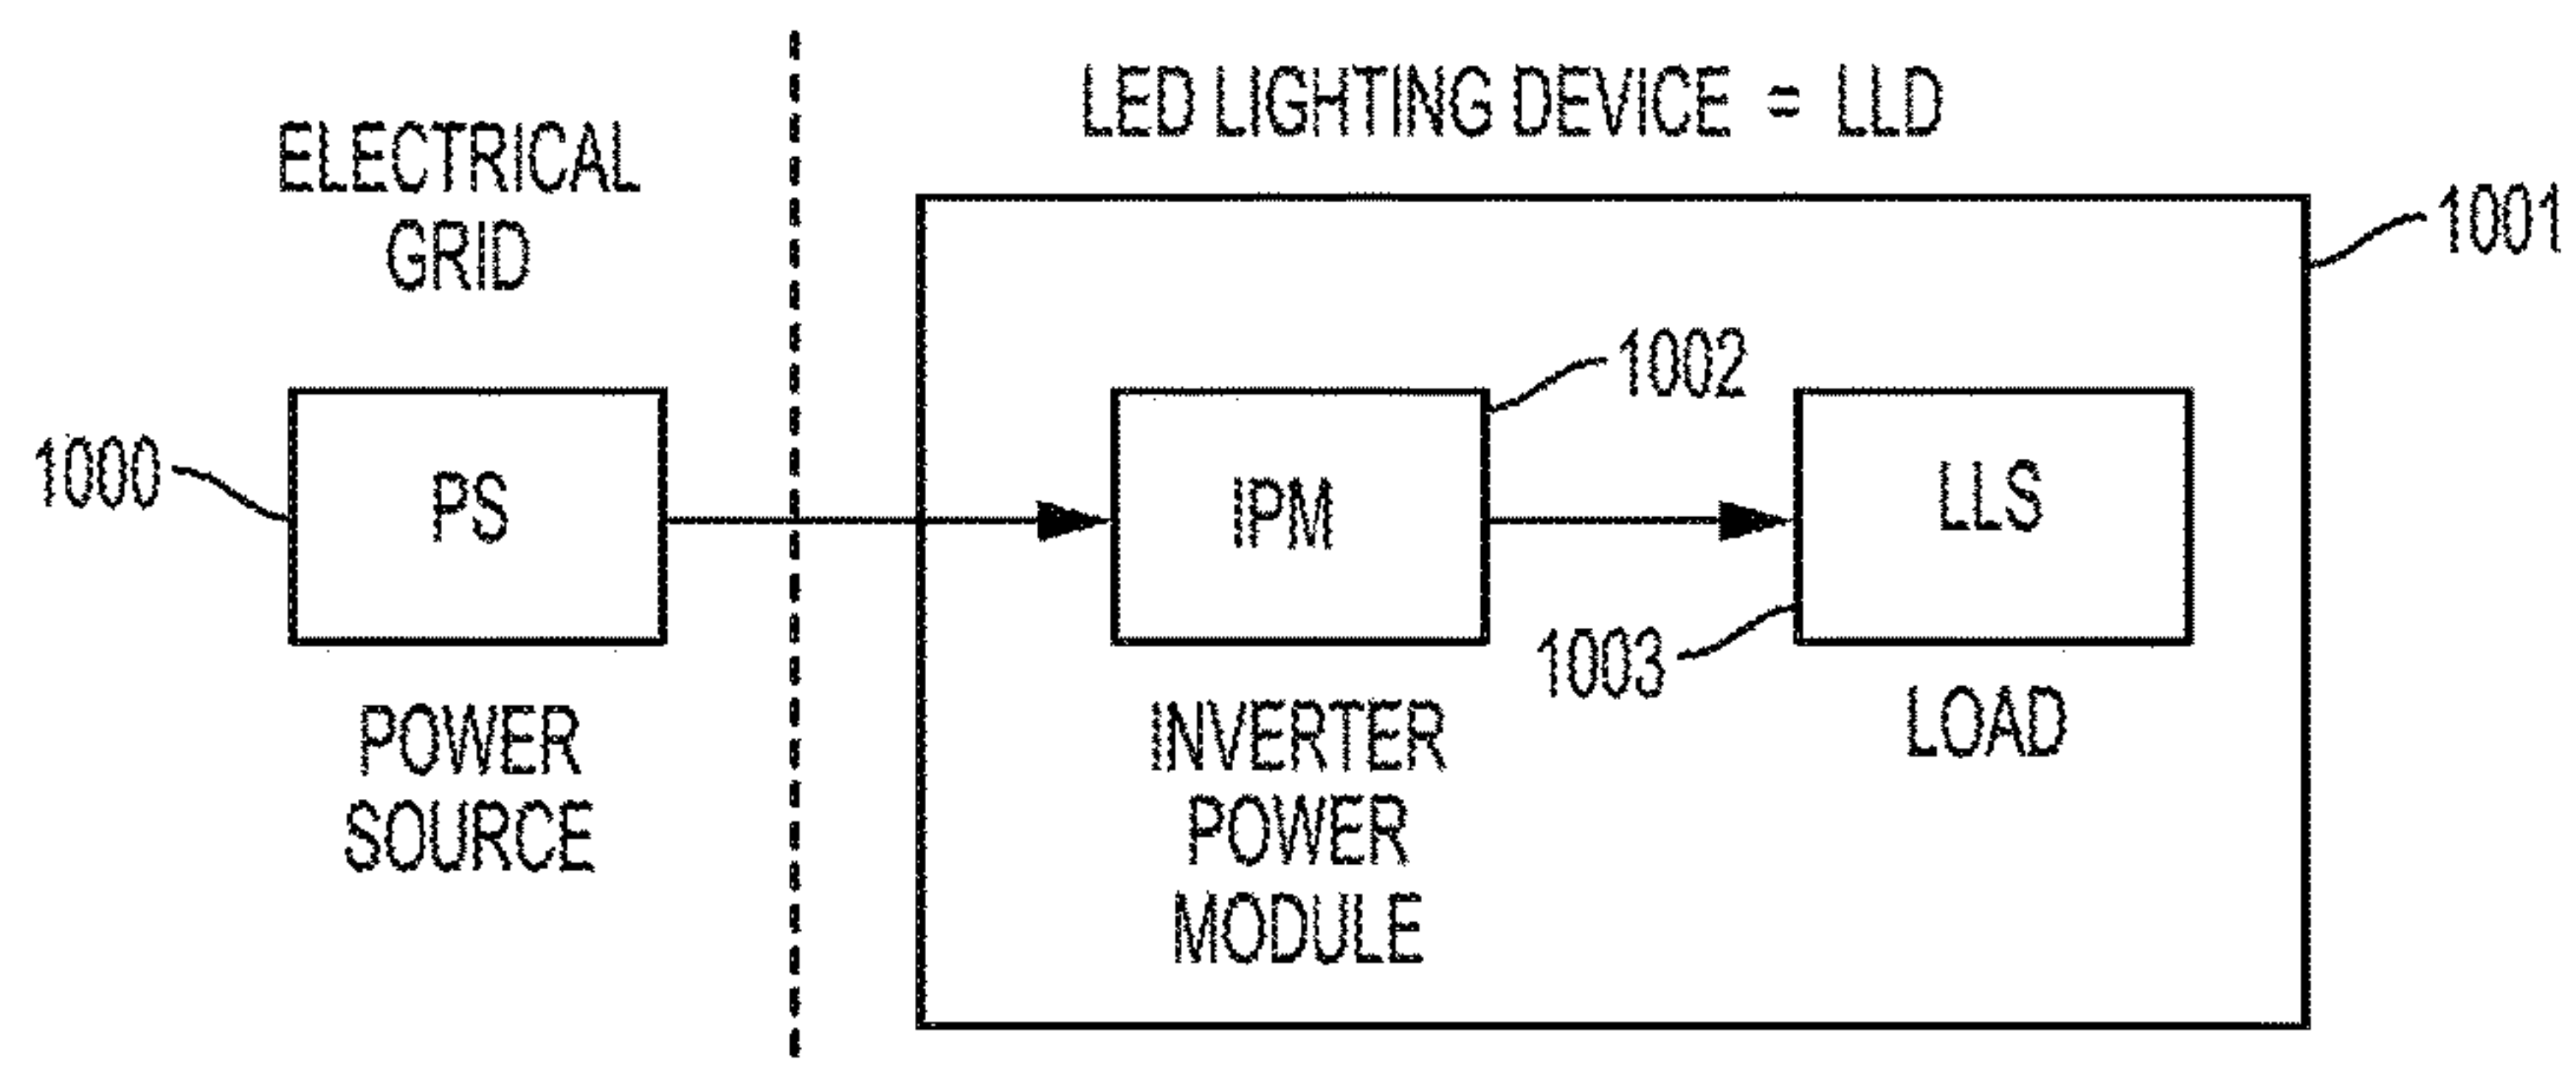 ELECTRICAL
GRID
1000
PS
POWER
SOURCE
LED LIGHTING DEVICE = LLD
1001
1002
IPM
INVERTER
POWER
MODULE
LLS
1003
LOAD